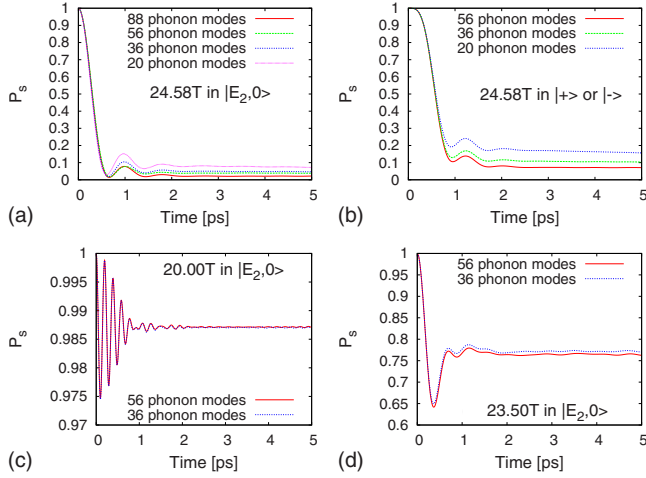 88 phonon modes
56 phonon modes
36 phonon modes
20 phonon modes
24.58T in |E2,0>
Ps
1
0.9
0.8
0.7
0.6
0.5
0.4
0.3
0.2
0.1
0
0 1 2 3 4 5
Time [ps]
(a)
56 phonon modes
36 phonon modes
20 phonon modes
24.58T in |+> or |->
Ps
1
0.9
0.8
0.7
0.6
0.5
0.4
0.3
0.2
0.1
0
0 1 2 3 4 5
Time [ps]
(b)
20.00T in |E2,0>
Ps
1
0.995
0.99
0.985
0.98
0.975
0.97
56 phonon modes
36 phonon modes
0 1 2 3 4 5
Time [ps]
(c)
56 phonon modes
36 phonon modes
Ps
1
0.95
0.9
0.85
0.8
0.75
0.7
0.65
0.6
23.50T in |E2,0>
0 1 2 3 4 5
Time [ps]
(d)